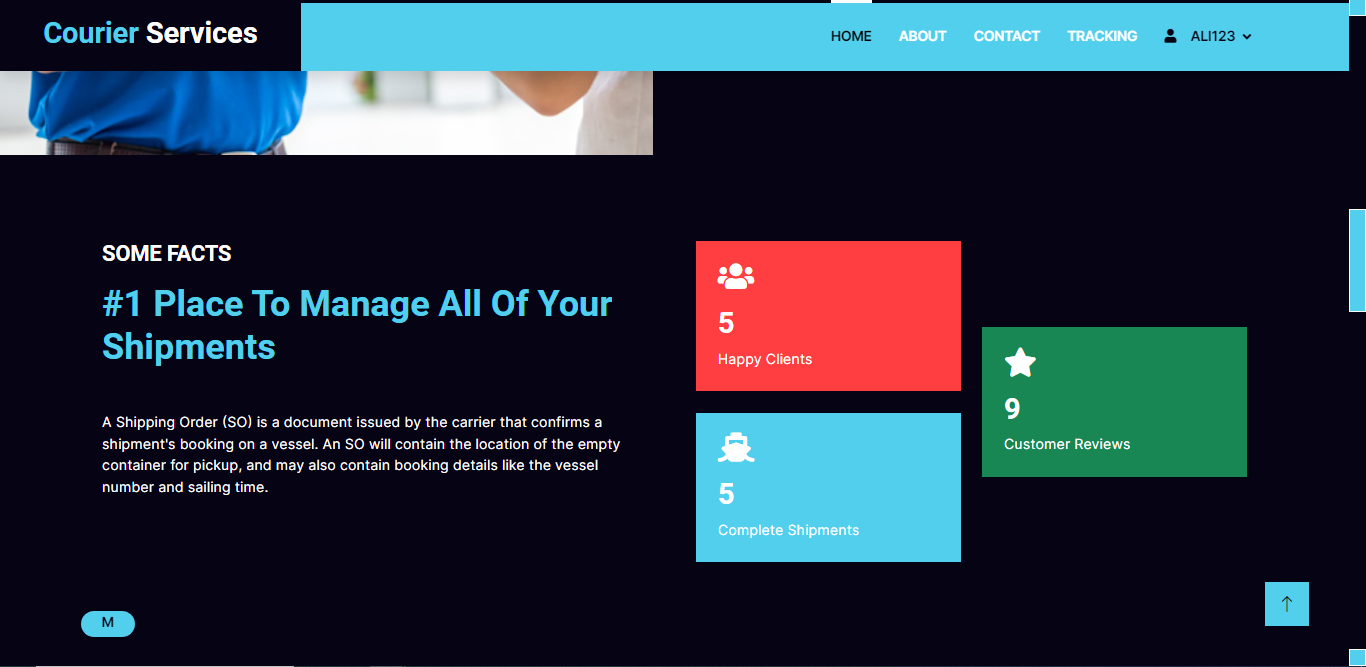 Courier Services
HOME ABOUT CONTACT TRACKING ALI123
SOME FACTS
#1 Place To Manage All Of Your
Shipments
A Shipping Order (SO) is a document issued by the carrier that confirms a
shipment's booking on a vessel. An SO will contain the location of the empty
container for pickup, and may also contain booking details like the vessel
number and sailing time.
5
Happy Clients
5
Complete Shipments
9
Customer Reviews
M